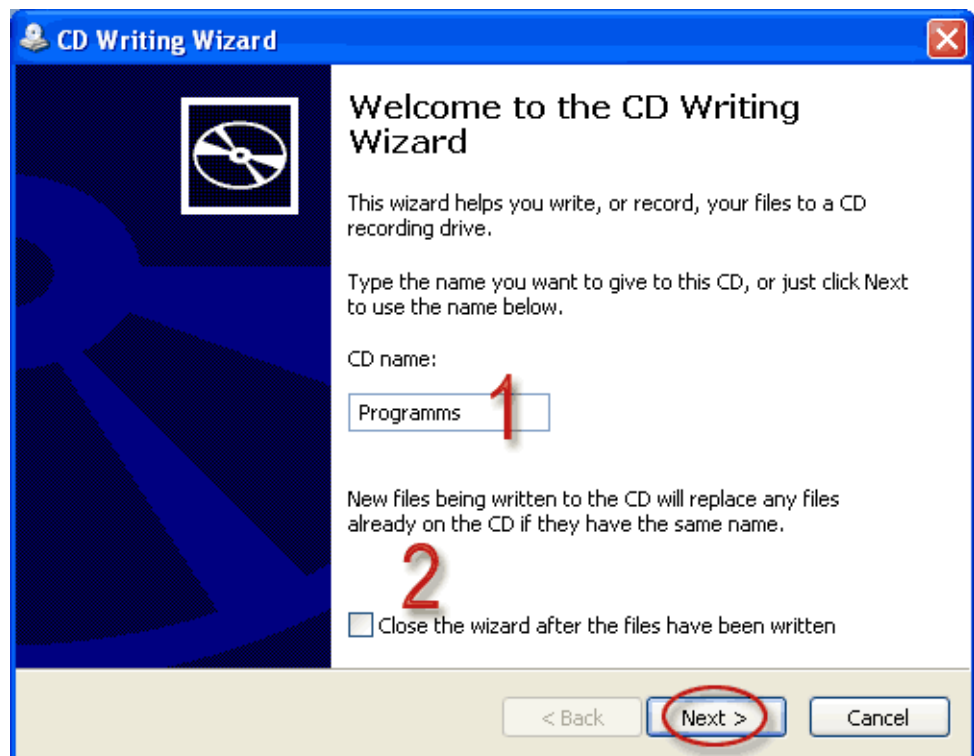 CD Writing Wizard
Welcome to the CD Writing
Wizard
This wizard helps you write, or record, your files to a CD
recording drive.
Type the name you want to give to this CD, or just click Next
to use the name below.
CD name:
Programms 1
New files being written to the CD will replace any files
already on the CD if they have the same name.
2
Close the wizard after the files have been written
< Back Next > Cancel